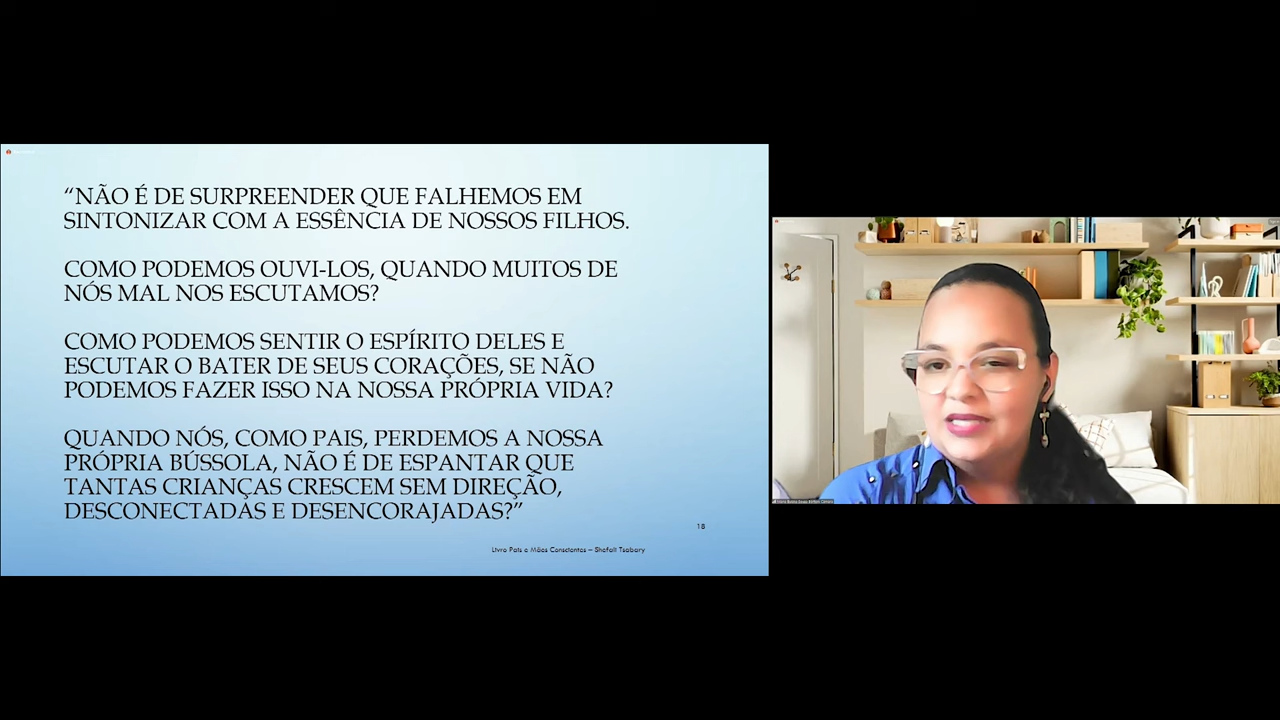 “NÃO É DE SURPREENDER QUE FALHEMOS EM
SINTONIZAR COM A ESSÊNCIA DE NOSSOS FILHOS.
COMO PODEMOS OUVI-LOS, QUANDO MUITOS DE
NÓS MAL NOS ESCUTAMOS?
COMO PODEMOS SENTIR O ESPÍRITO DELES E
ESCUTAR O BATER DE SEUS CORAÇÕES, SE NÃO
PODEMOS FAZER ISSO NA NOSSA PRÓPRIA VIDA?
QUANDO NÓS, COMO PAIS, PERDEMOS A NOSSA
PRÓPRIA BÚSSOLA, NÃO É DE ESPANTAR QUE
TANTAS CRIANÇAS CRESCEM SEM DIREÇÃO,
DESCONECTADAS E DESENCORAJADAS?”
18
Livro Pais e Mães Conscientes – Shefali Tsabary